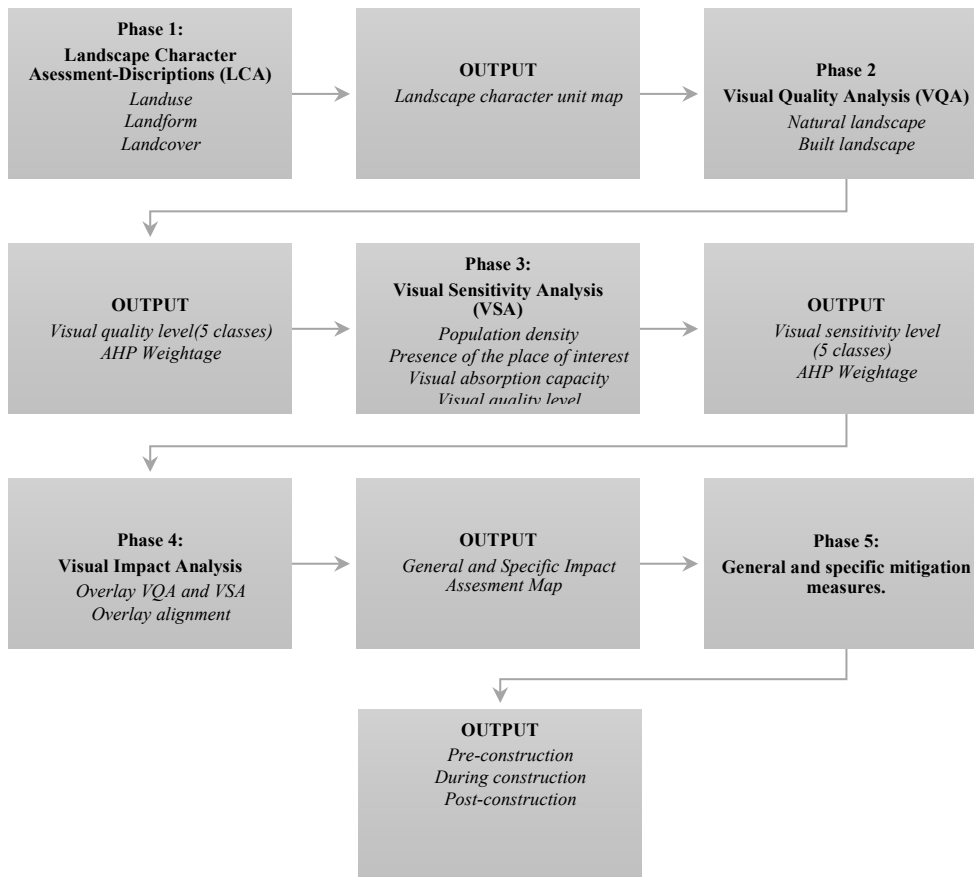 Phase 1:
Landscape Character
Asessment-Discriptions (LCA)
Landuse
Landform
Landcover
OUTPUT
Landscape character unit map
Phase 2
Visual Quality Analysis (VQA)
Natural landscape
Built landscape
OUTPUT
Visual quality level(5 classes)
AHP Weightage
Phase 3:
Visual Sensitivity Analysis
(VSA)
Population density
Presence of the place of interest
Visual absorption capacity
Visual quality level
OUTPUT
Visual sensitivity level
(5 classes)
AHP Weightage
Phase 4:
Visual Impact Analysis
Overlay VQA and VSA
Overlay alignment
OUTPUT
General and Specific Impact
Assesment Map
Phase 5:
General and specific mitigation
measures.
OUTPUT
Pre-construction
During construction
Post-construction